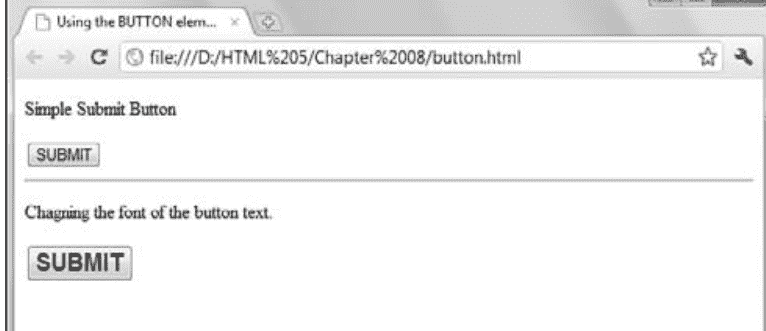 Using the BUTTON elem...
file:///D:/HTML%205/Chapter%2008/button.html
Simple Submit Button
SUBMIT
Chagning the font of the button text.
SUBMIT